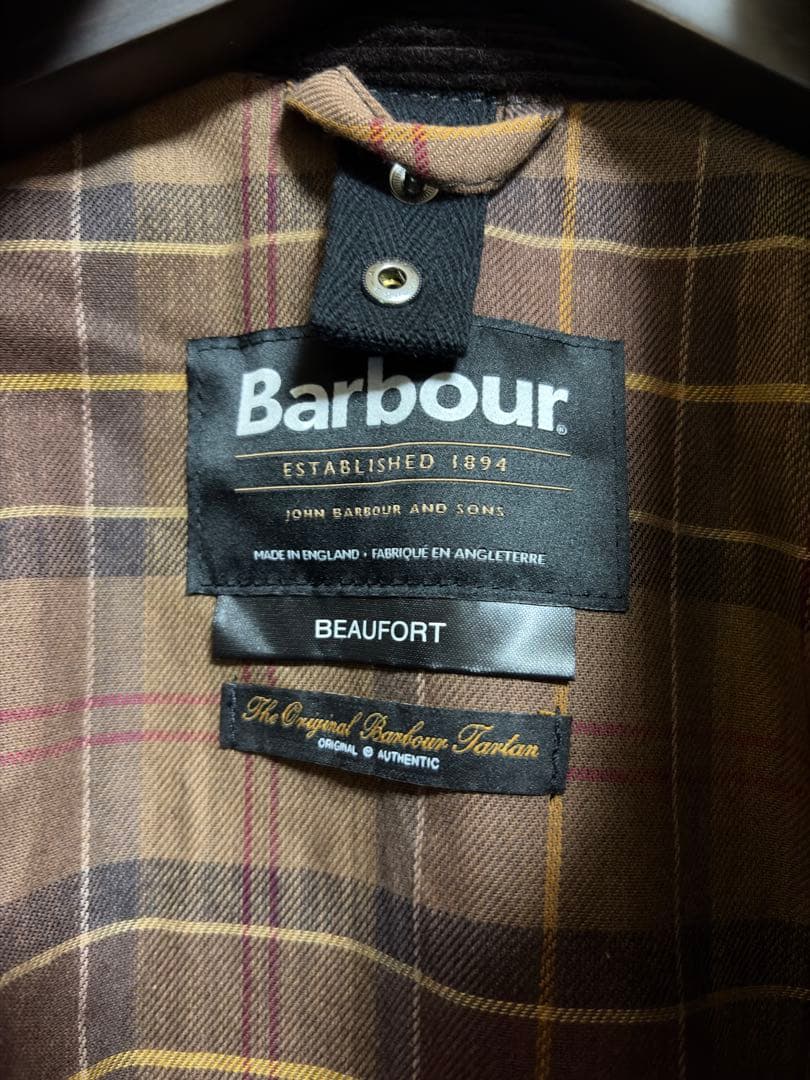 Barbour®
ESTABLISHED 1894
JOHN BARBOUR AND SONS
MADE IN ENGLAND • FABRIQUÉ EN ANGLETERRE
BEAUFORT
The Original Barbour Tartan
ORIGINAL © AUTHENTIC